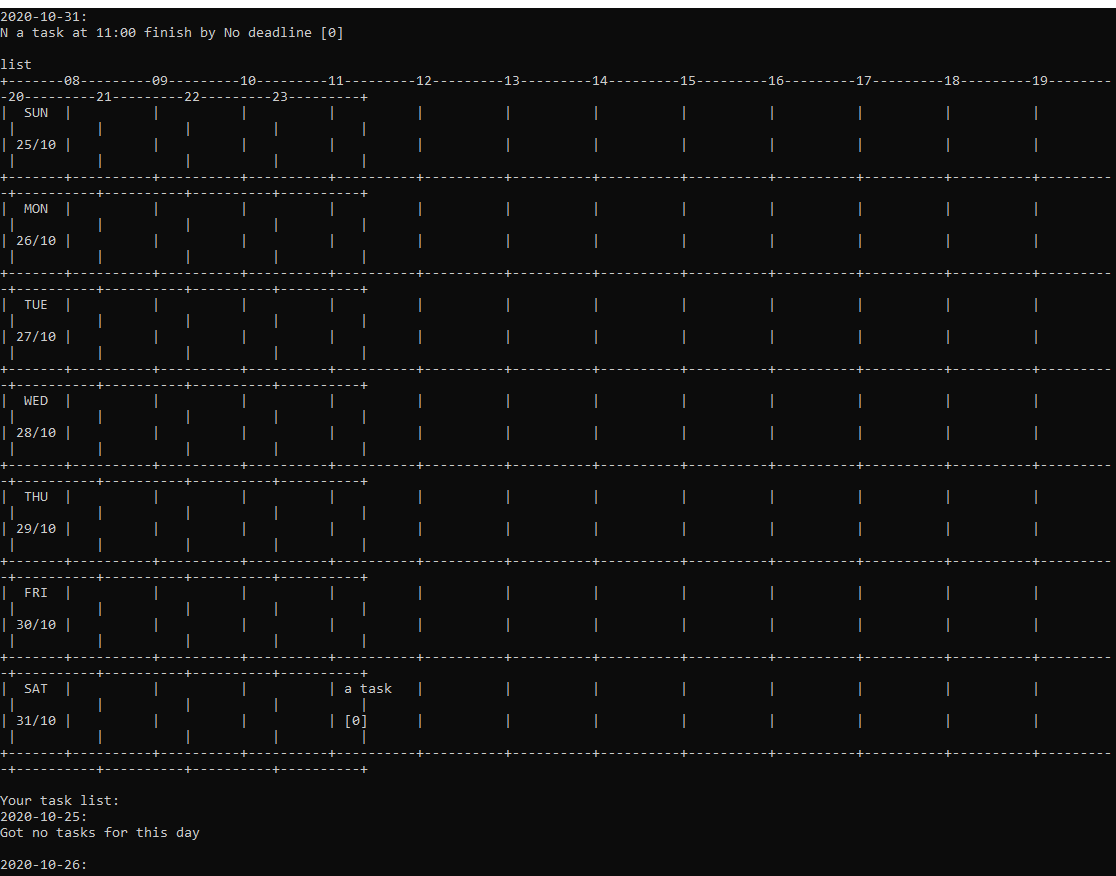 2020-10-31:
N a task at 11:00 finish by No deadline [0]
list
+-------08---------09---------10---------11---------12---------13---------14---------15---------16---------17---------18---------19--------
-20---------21---------22---------23---------+
|  SUN  |          |          |          |          |          |          |          |          |          |          |          |
 |          |          |          |          |
| 25/10 |          |          |          |          |          |          |          |          |          |          |          |
 |          |          |          |          |
+-------+----------+----------+----------+----------+----------+----------+----------+----------+----------+----------+----------+---------
-+----------+----------+----------+----------+
|  MON  |          |          |          |          |          |          |          |          |          |          |          |
 |          |          |          |          |
| 26/10 |          |          |          |          |          |          |          |          |          |          |          |
 |          |          |          |          |
+-------+----------+----------+----------+----------+----------+----------+----------+----------+----------+----------+----------+---------
-+----------+----------+----------+----------+
|  TUE  |          |          |          |          |          |          |          |          |          |          |          |
 |          |          |          |          |
| 27/10 |          |          |          |          |          |          |          |          |          |          |          |
 |          |          |          |          |
+-------+----------+----------+----------+----------+----------+----------+----------+----------+----------+----------+----------+---------
-+----------+----------+----------+----------+
|  WED  |          |          |          |          |          |          |          |          |          |          |          |
 |          |          |          |          |
| 28/10 |          |          |          |          |          |          |          |          |          |          |          |
 |          |          |          |          |
+-------+----------+----------+----------+----------+----------+----------+----------+----------+----------+----------+----------+---------
-+----------+----------+----------+----------+
|  THU  |          |          |          |          |          |          |          |          |          |          |          |
 |          |          |          |          |
| 29/10 |          |          |          |          |          |          |          |          |          |          |          |
 |          |          |          |          |
+-------+----------+----------+----------+----------+----------+----------+----------+----------+----------+----------+----------+---------
-+----------+----------+----------+----------+
|  FRI  |          |          |          |          |          |          |          |          |          |          |          |
 |          |          |          |          |
| 30/10 |          |          |          |          |          |          |          |          |          |          |          |
 |          |          |          |          |
+-------+----------+----------+----------+----------+----------+----------+----------+----------+----------+----------+----------+---------
-+----------+----------+----------+----------+
|  SAT  |          |          |          | a task   |          |          |          |          |          |          |          |
 |          |          |          |          |
| 31/10 |          |          |          | [0]      |          |          |          |          |          |          |          |
 |          |          |          |          |
+-------+----------+----------+----------+----------+----------+----------+----------+----------+----------+----------+----------+---------
-+----------+----------+----------+----------+
Your task list:
2020-10-25:
Got no tasks for this day
2020-10-26: